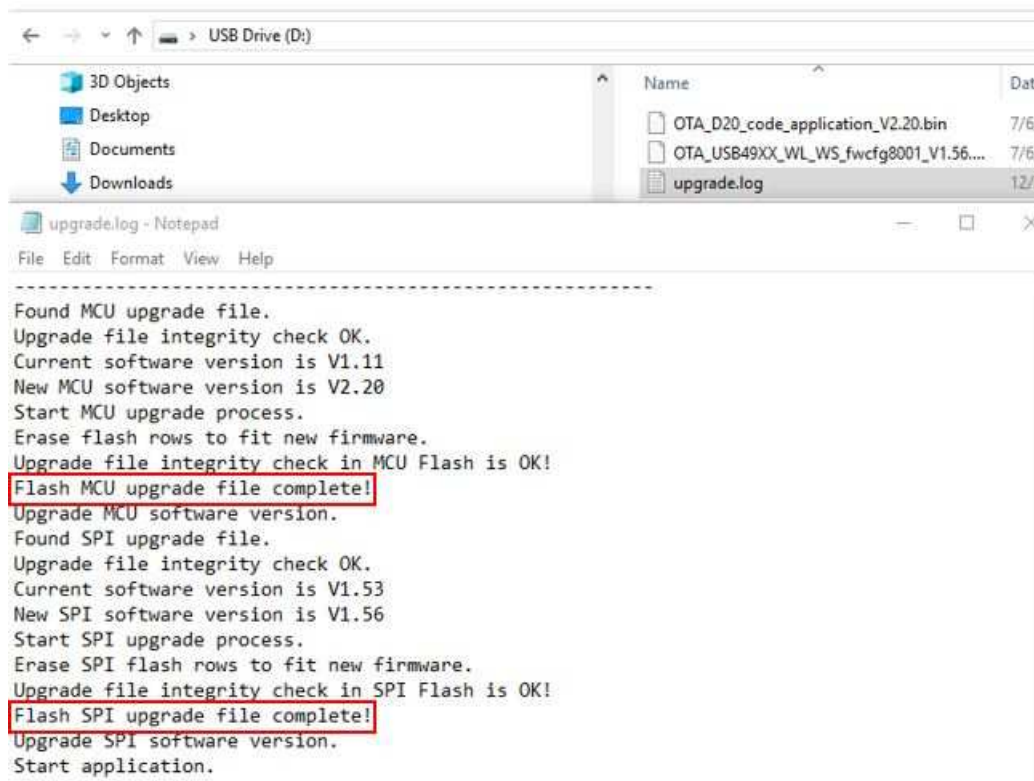 USB Drive (D:)
3D Objects
Desktop
Documents
Downloads
Name
Dat
OTA_D20_code_application_V2.20.bin
7/6
OTA_USB49XX_WL_WS_fwcfg8001_V1.56....
7/6
upgrade.log
12/
upgrade.log - Notepad
File Edit Format View Help
---------------------------------------------------------
Found MCU upgrade file.
Upgrade file integrity check OK.
Current software version is V1.11
New MCU software version is V2.20
Start MCU upgrade process.
Erase flash rows to fit new firmware.
Upgrade file integrity check in MCU Flash is OK!
Flash MCU upgrade file complete!
Upgrade MCU software version.
Found SPI upgrade file.
Upgrade file integrity check OK.
Current software version is V1.53
New SPI software version is V1.56
Start SPI upgrade process.
Erase SPI flash rows to fit new firmware.
Upgrade file integrity check in SPI Flash is OK!
Flash SPI upgrade file complete!
Upgrade SPI software version.
Start application.